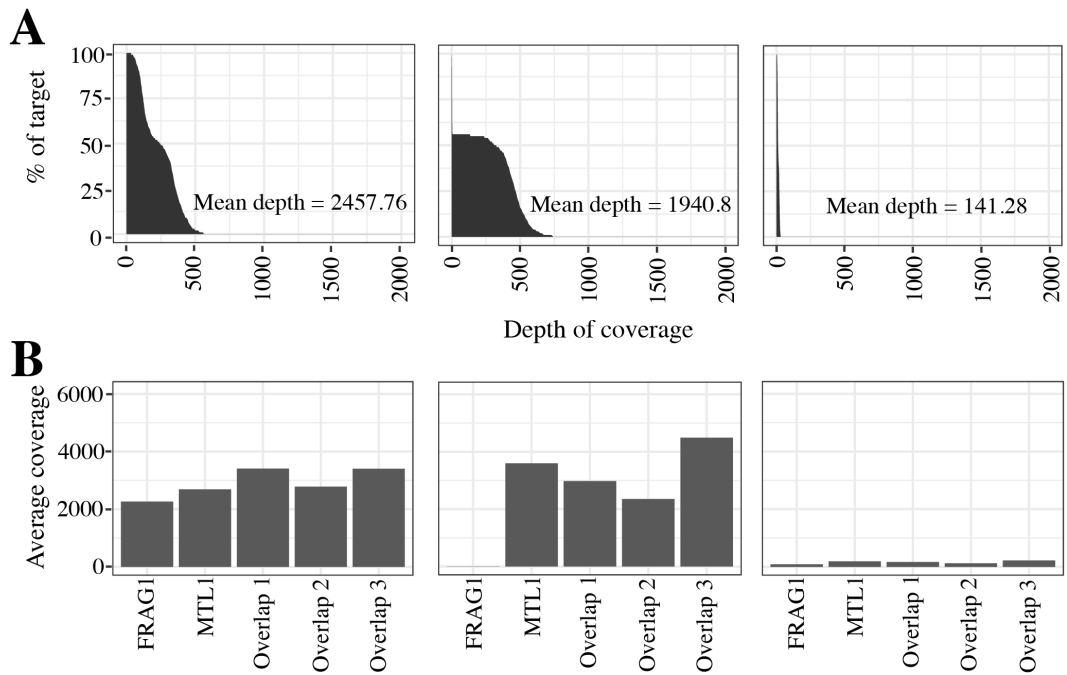 A
% of target
100
75
50
25
0
Mean depth = 2457.76
Mean depth = 1940.8
Mean depth = 141.28
0 500 1000 1500 2000
0 500 1000 1500 2000
0 500 1000 1500 2000
Depth of coverage
B
Average coverage
6000
4000
2000
0
FRAG1 MTL1 Overlap 1 Overlap 2 Overlap 3
FRAG1 MTL1 Overlap 1 Overlap 2 Overlap 3
FRAG1 MTL1 Overlap 1 Overlap 2 Overlap 3